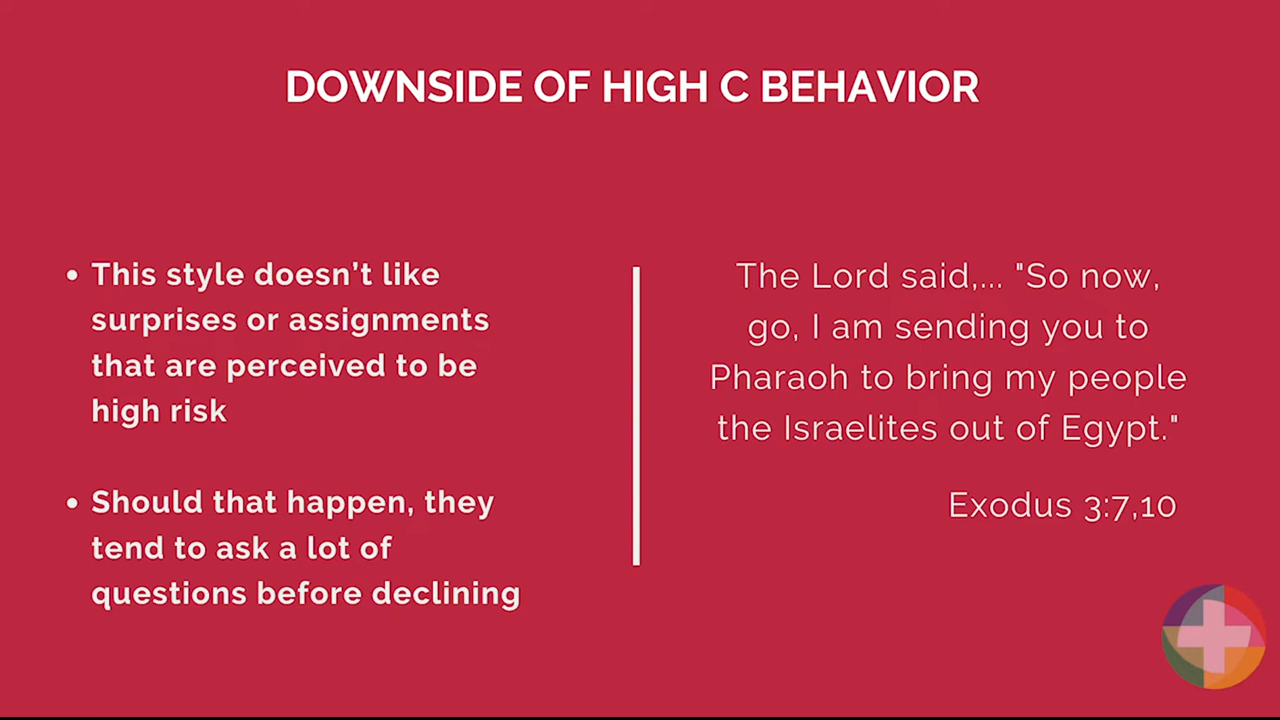 DOWNSIDE OF HIGH C BEHAVIOR
• This style doesn’t like
surprises or assignments
that are perceived to be
high risk
• Should that happen, they
tend to ask a lot of
questions before declining
The Lord said,... "So now,
go, I am sending you to
Pharaoh to bring my people
the Israelites out of Egypt."
Exodus 3:7,10